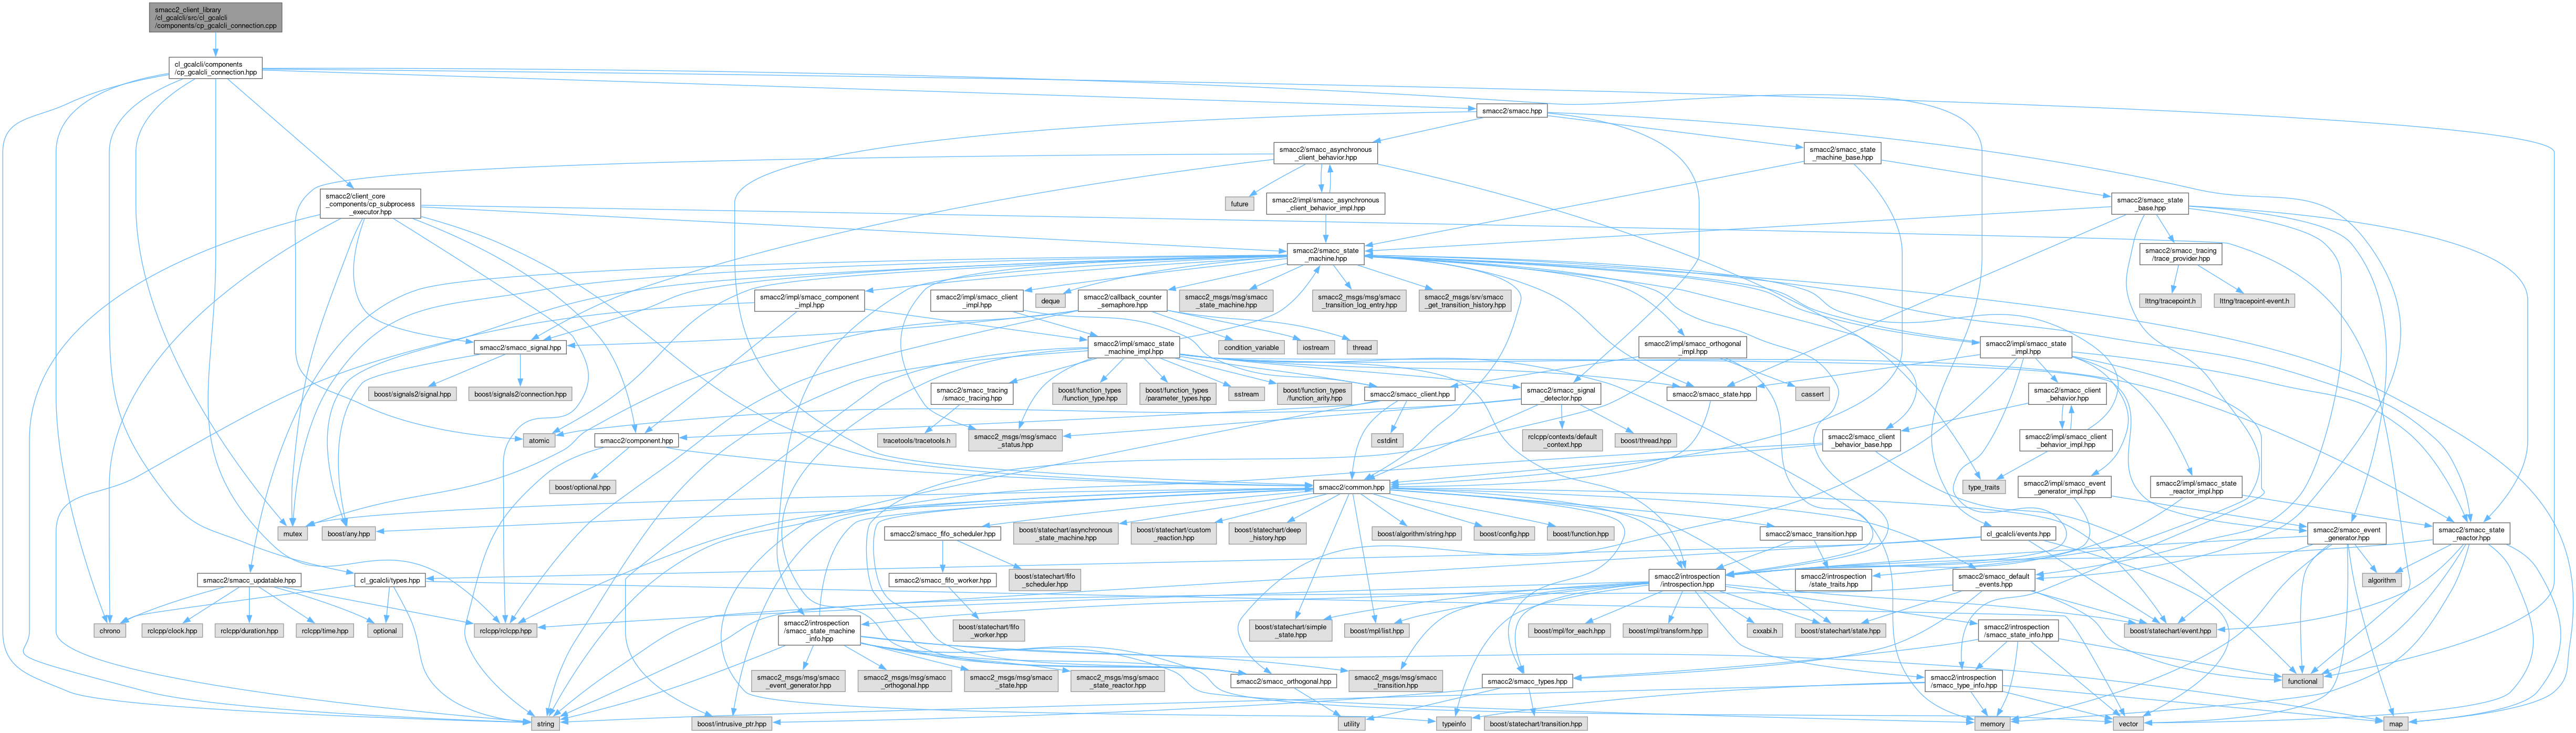 smacc2_client_library
/cl_gcalcli/src/cl_gcalcli
/components/cp_gcalcli_connection.cpp
cl_gcalcli/components
/cp_gcalcli_connection.hpp
smacc2/smacc.hpp
smacc2/smacc_asynchronous
_client_behavior.hpp
smacc2/smacc_state
_machine_base.hpp
smacc2/client_core
_components/cp_subprocess
_executor.hpp
future
smacc2/impl/smacc_asynchronous
_client_behavior_impl.hpp
smacc2/smacc_state
_base.hpp
smacc2/smacc_state
_machine.hpp
smacc2/smacc_tracing
/trace_provider.hpp
smacc2/impl/smacc_component
_impl.hpp
smacc2/impl/smacc_client
_impl.hpp
deque
smacc2/callback_counter
_semaphore.hpp
smacc2_msgs/msg/smacc
_state_machine.hpp
smacc2_msgs/msg/smacc
_transition_log_entry.hpp
smacc2_msgs/srv/smacc
_get_transition_history.hpp
lttng/tracepoint.h
lttng/tracepoint-event.h
smacc2/smacc_signal.hpp
smacc2/impl/smacc_state
_machine_impl.hpp
condition_variable
iostream
thread
smacc2/impl/smacc_orthogonal
_impl.hpp
smacc2/impl/smacc_state
_impl.hpp
boost/signals2/signal.hpp
boost/signals2/connection.hpp
smacc2/smacc_tracing
/smacc_tracing.hpp
boost/function_types
/function_type.hpp
boost/function_types
/parameter_types.hpp
sstream
boost/function_types
/function_arity.hpp
smacc2/smacc_client.hpp
smacc2/smacc_signal
_detector.hpp
smacc2/smacc_state.hpp
cassert
smacc2/smacc_client
_behavior.hpp
atomic
smacc2/component.hpp
tracetools/tracetools.h
smacc2_msgs/msg/smacc
_status.hpp
cstdint
rclcpp/contexts/default
_context.hpp
boost/thread.hpp
smacc2/smacc_client
_behavior_base.hpp
smacc2/impl/smacc_client
_behavior_impl.hpp
boost/optional.hpp
smacc2/common.hpp
type_traits
smacc2/impl/smacc_event
_generator_impl.hpp
smacc2/impl/smacc_state
_reactor_impl.hpp
mutex
boost/any.hpp
smacc2/smacc_fifo_scheduler.hpp
boost/statechart/asynchronous
_state_machine.hpp
boost/statechart/custom
_reaction.hpp
boost/statechart/deep
_history.hpp
boost/algorithm/string.hpp
boost/config.hpp
boost/function.hpp
smacc2/smacc_transition.hpp
cl_gcalcli/events.hpp
smacc2/smacc_event
_generator.hpp
smacc2/smacc_state
_reactor.hpp
smacc2/smacc_updatable.hpp
cl_gcalcli/types.hpp
smacc2/smacc_fifo_worker.hpp
boost/statechart/fifo
_scheduler.hpp
smacc2/introspection
/introspection.hpp
smacc2/introspection
/state_traits.hpp
smacc2/smacc_default
_events.hpp
algorithm
chrono
rclcpp/clock.hpp
rclcpp/duration.hpp
rclcpp/time.hpp
optional
rclcpp/rclcpp.hpp
smacc2/introspection
/smacc_state_machine
_info.hpp
boost/statechart/fifo
_worker.hpp
boost/statechart/simple
_state.hpp
boost/mpl/list.hpp
boost/mpl/for_each.hpp
boost/mpl/transform.hpp
cxxabi.h
boost/statechart/state.hpp
smacc2/introspection
/smacc_state_info.hpp
boost/statechart/event.hpp
smacc2_msgs/msg/smacc
_event_generator.hpp
smacc2_msgs/msg/smacc
_orthogonal.hpp
smacc2_msgs/msg/smacc
_state.hpp
smacc2_msgs/msg/smacc
_state_reactor.hpp
smacc2/smacc_orthogonal.hpp
smacc2_msgs/msg/smacc
_transition.hpp
smacc2/smacc_types.hpp
smacc2/introspection
/smacc_type_info.hpp
functional
string
boost/intrusive_ptr.hpp
typeinfo
utility
boost/statechart/transition.hpp
memory
vector
map